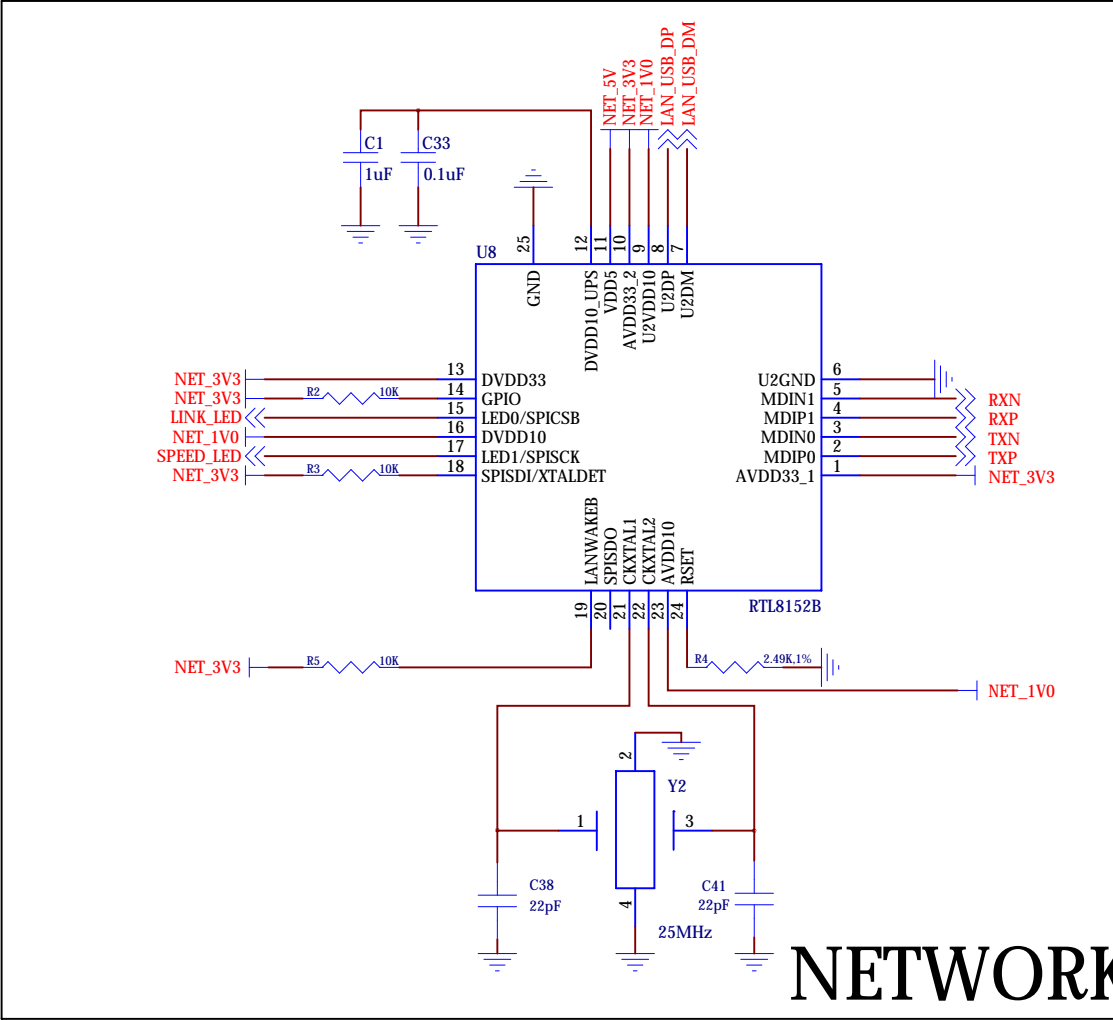 NET_5V
NET_3V3
NET_1V0
LAN_USB_DP
LAN_USB_DM
C1
1uF
C33
0.1uF
U8
25
12
11
10
9
8
7
GND
DVDD10_UPS
VDD5
AVDD33_2
U2VDD10
U2DP
U2DM
NET_3V3 13 DVDD33
NET_3V3 R2 10K 14 GPIO
LINK_LED 15 LED0/SPICSB
NET_1V0 16 DVDD10
SPEED_LED 17 LED1/SPISCK
NET_3V3 R3 10K 18 SPISDI/XTALDET
U2GND 6
MDIN1 5 RXN
MDIP1 4 RXP
MDIN0 3 TXN
MDIP0 2 TXP
AVDD33_1 1 NET_3V3
LANWAKEB
SPISDO
CKXTAL1
CKXTAL2
AVDD10
RSET
19
20
21
22
23
24
RTL8152B
NET_3V3 R5 10K
R4 2.49K,1%
NET_1V0
2
Y2
1
3
C38
22pF
C41
22pF
4
25MHz
NETWORK